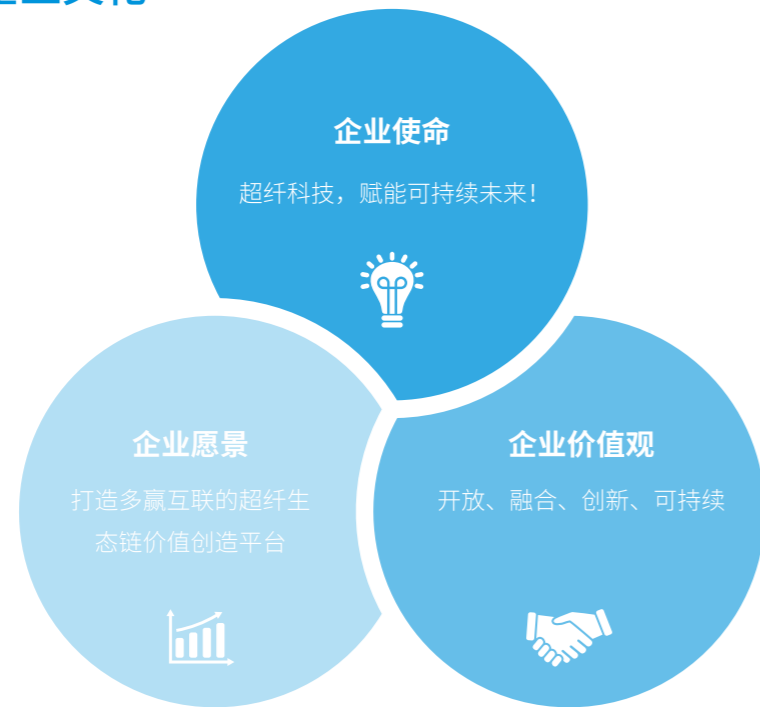 企业使命
超纤科技，赋能可持续未来！
企业愿景
打造多赢互联的超纤生
态链价值创造平台
企业价值观
开放、融合、创新、可持续